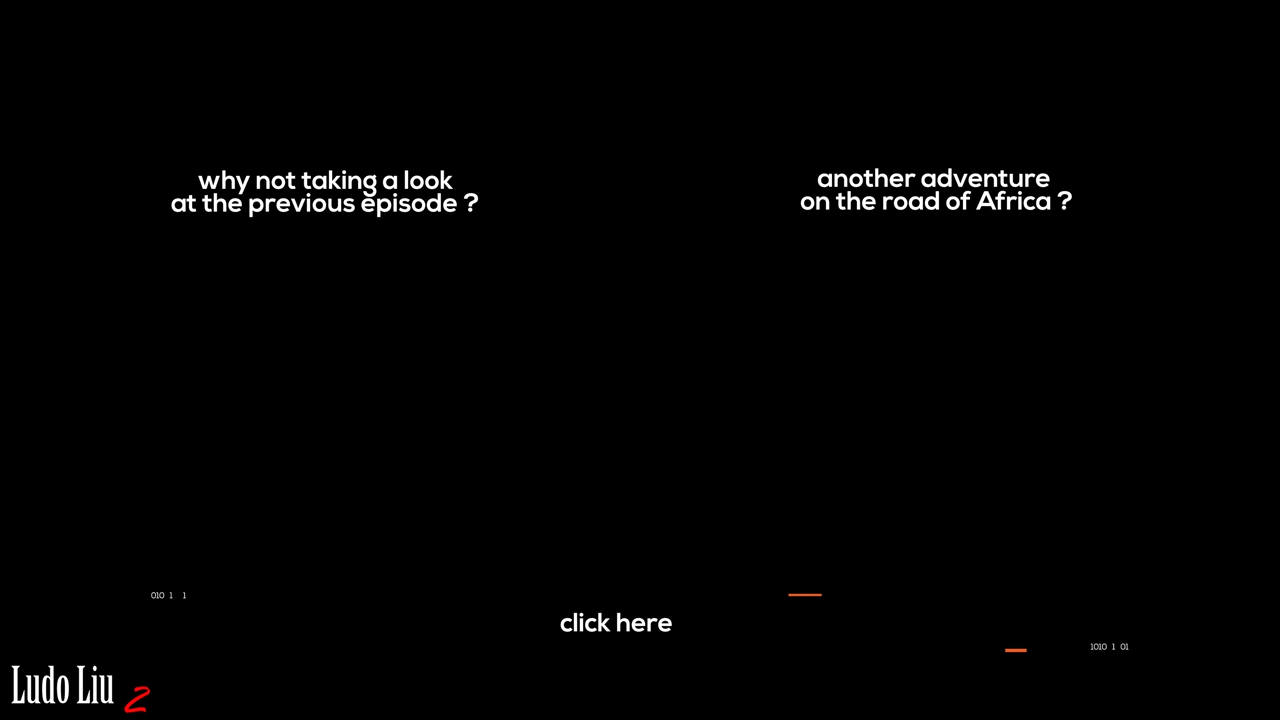 why not taking a look
at the previous episode ?
another adventure
on the road of Africa ?
010 1 1
click here
1010 1 01
Ludo Liu 2